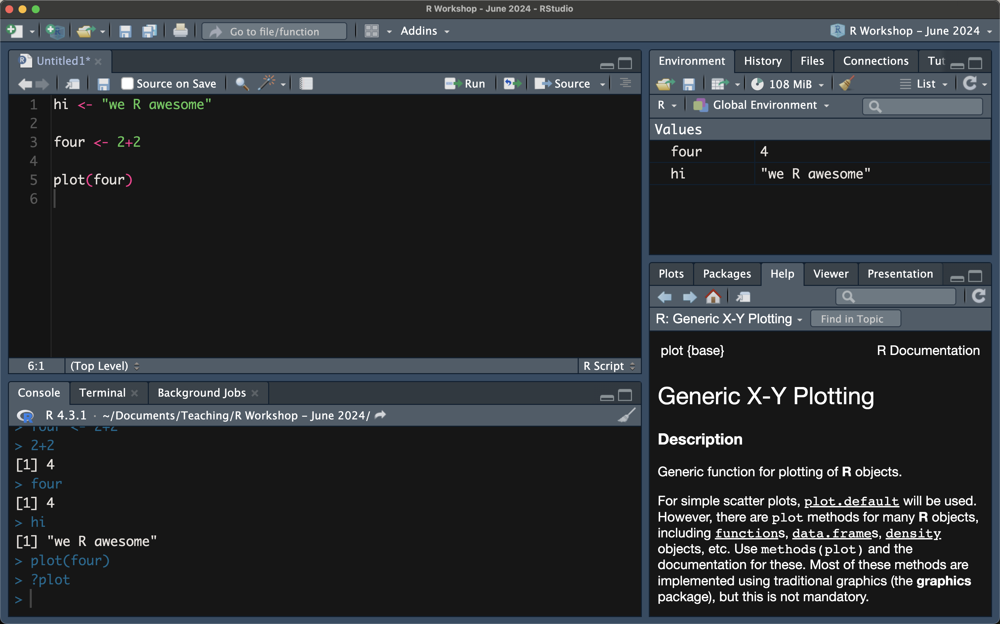 R Workshop - June 2024 - RStudio
Go to file/function
Addins
R Workshop – June 2024
Untitled1*
Source on Save
Run
Source
1 hi <- "we R awesome"
2
3 four <- 2+2
4
5 plot(four)
6
6:1 (Top Level) R Script
Console Terminal Background Jobs
R 4.3.1 · ~/Documents/Teaching/R Workshop – June 2024/
> four <- 2+2
> 2+2
[1] 4
> four
[1] 4
> hi
[1] "we R awesome"
> plot(four)
> ?plot
>
Environment History Files Connections Tut
108 MiB List
R Global Environment
Values
four 4
hi "we R awesome"
Plots Packages Help Viewer Presentation
R: Generic X-Y Plotting Find in Topic
plot {base} R Documentation
Generic X-Y Plotting
Description
Generic function for plotting of R objects.
For simple scatter plots, plot.default will be used.
However, there are plot methods for many R objects,
including functions, data.frames, density
objects, etc. Use methods(plot) and the
documentation for these. Most of these methods are
implemented using traditional graphics (the graphics
package), but this is not mandatory.